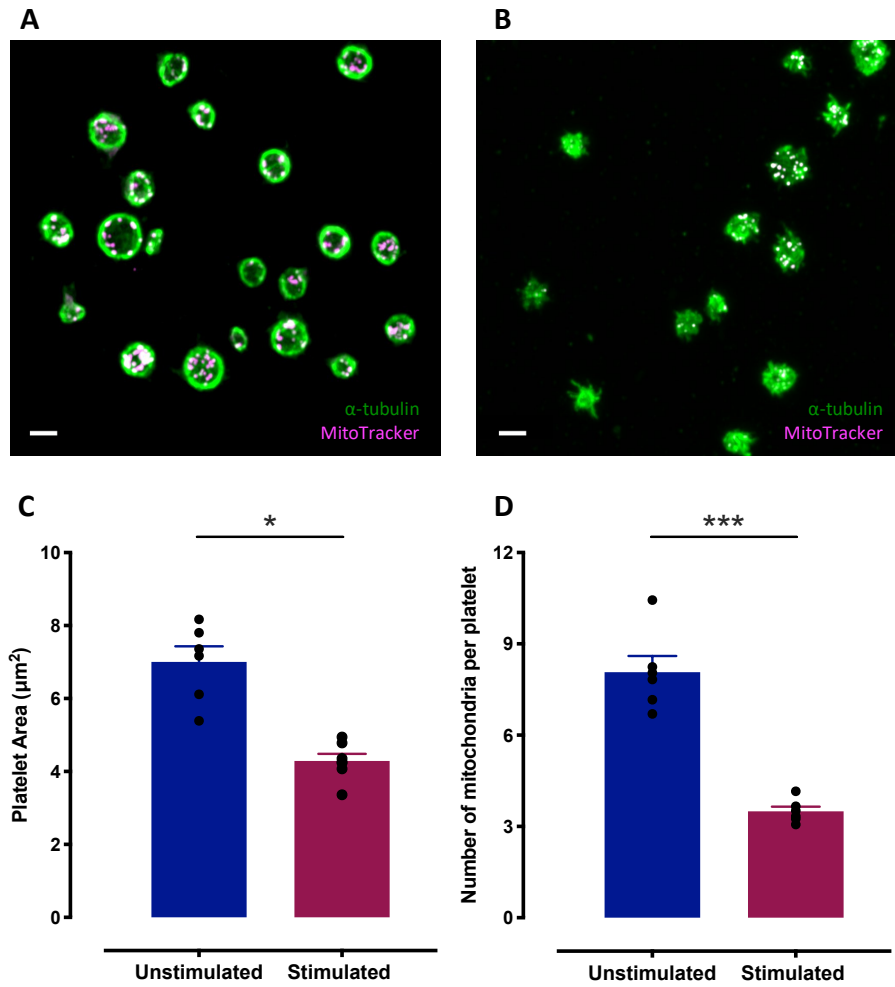 A
B
α-tubulin
MitoTracker
α-tubulin
MitoTracker
C
D
*
***
Platelet Area (µm²)
10
8
6
4
2
0
Unstimulated
Stimulated
Number of mitochondria per platelet
12
9
6
3
0
Unstimulated
Stimulated